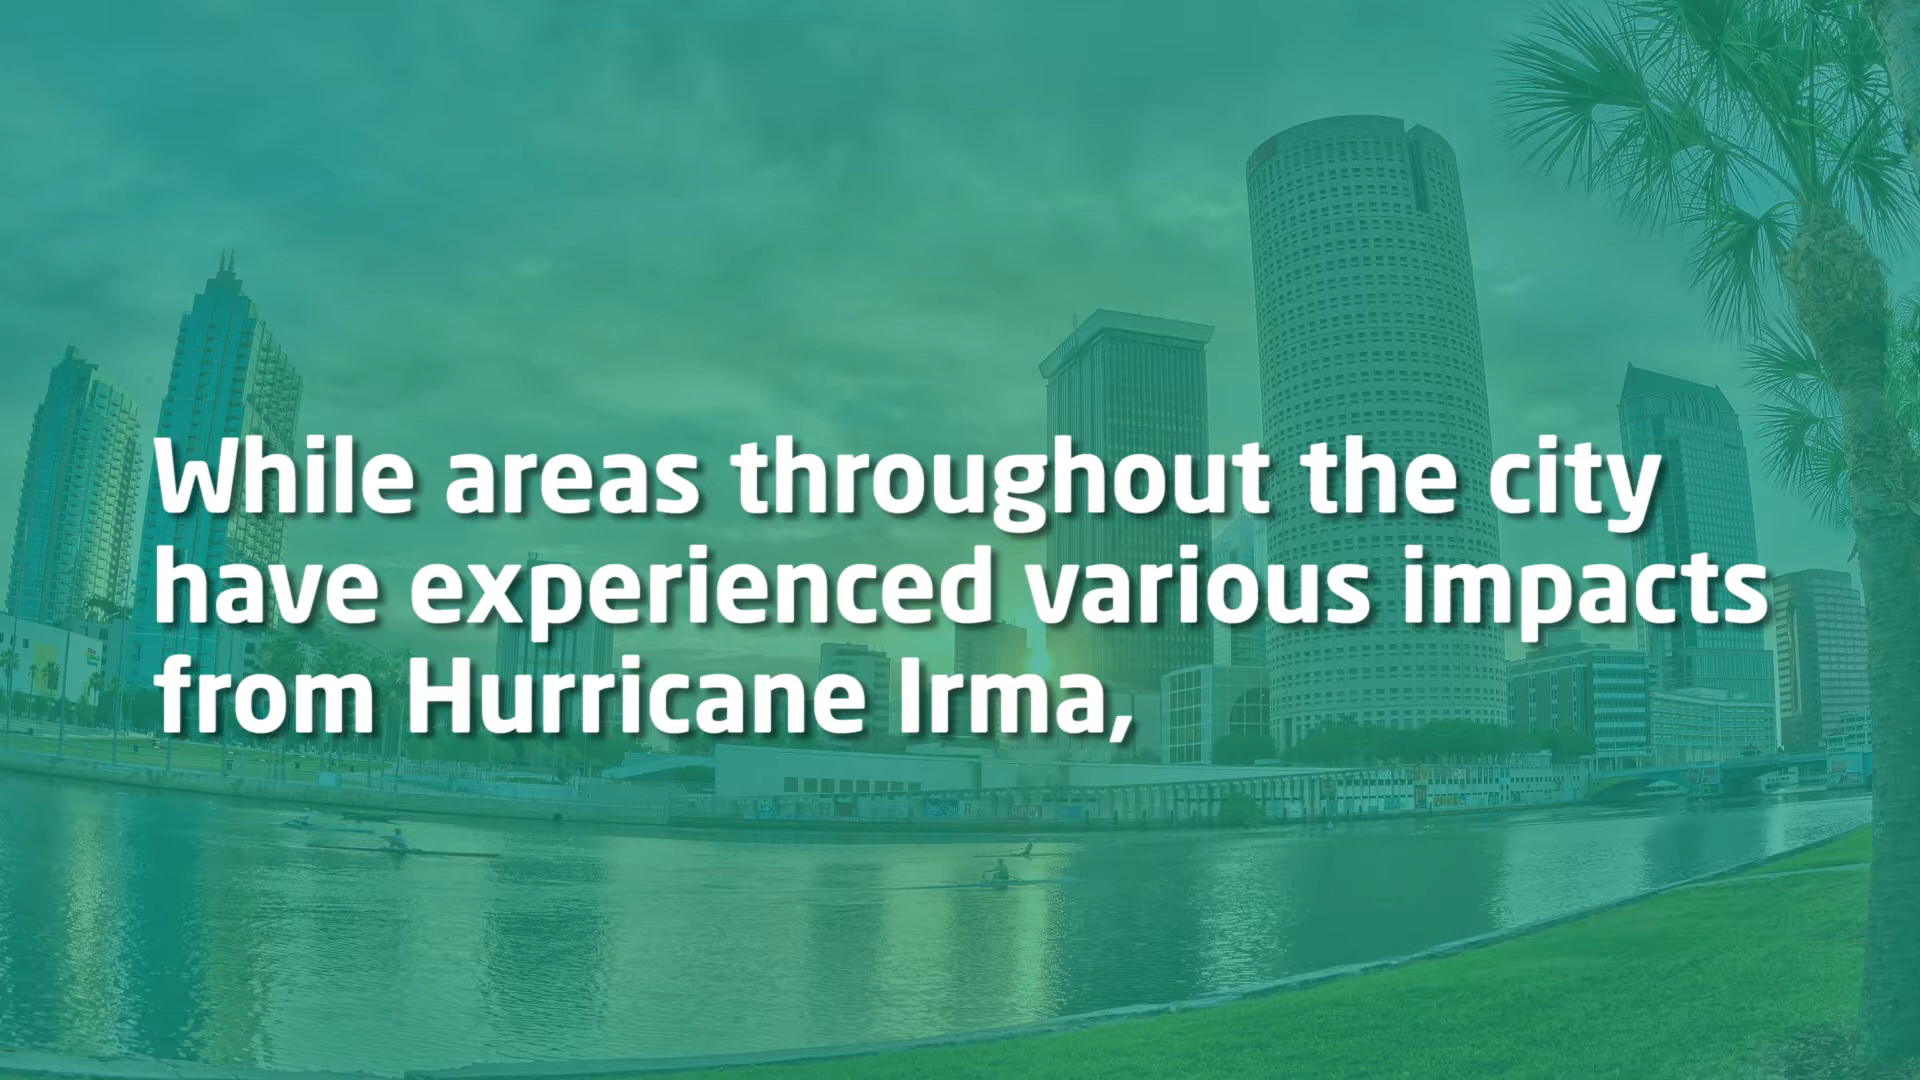 While areas throughout the city
have experienced various impacts
from Hurricane Irma,